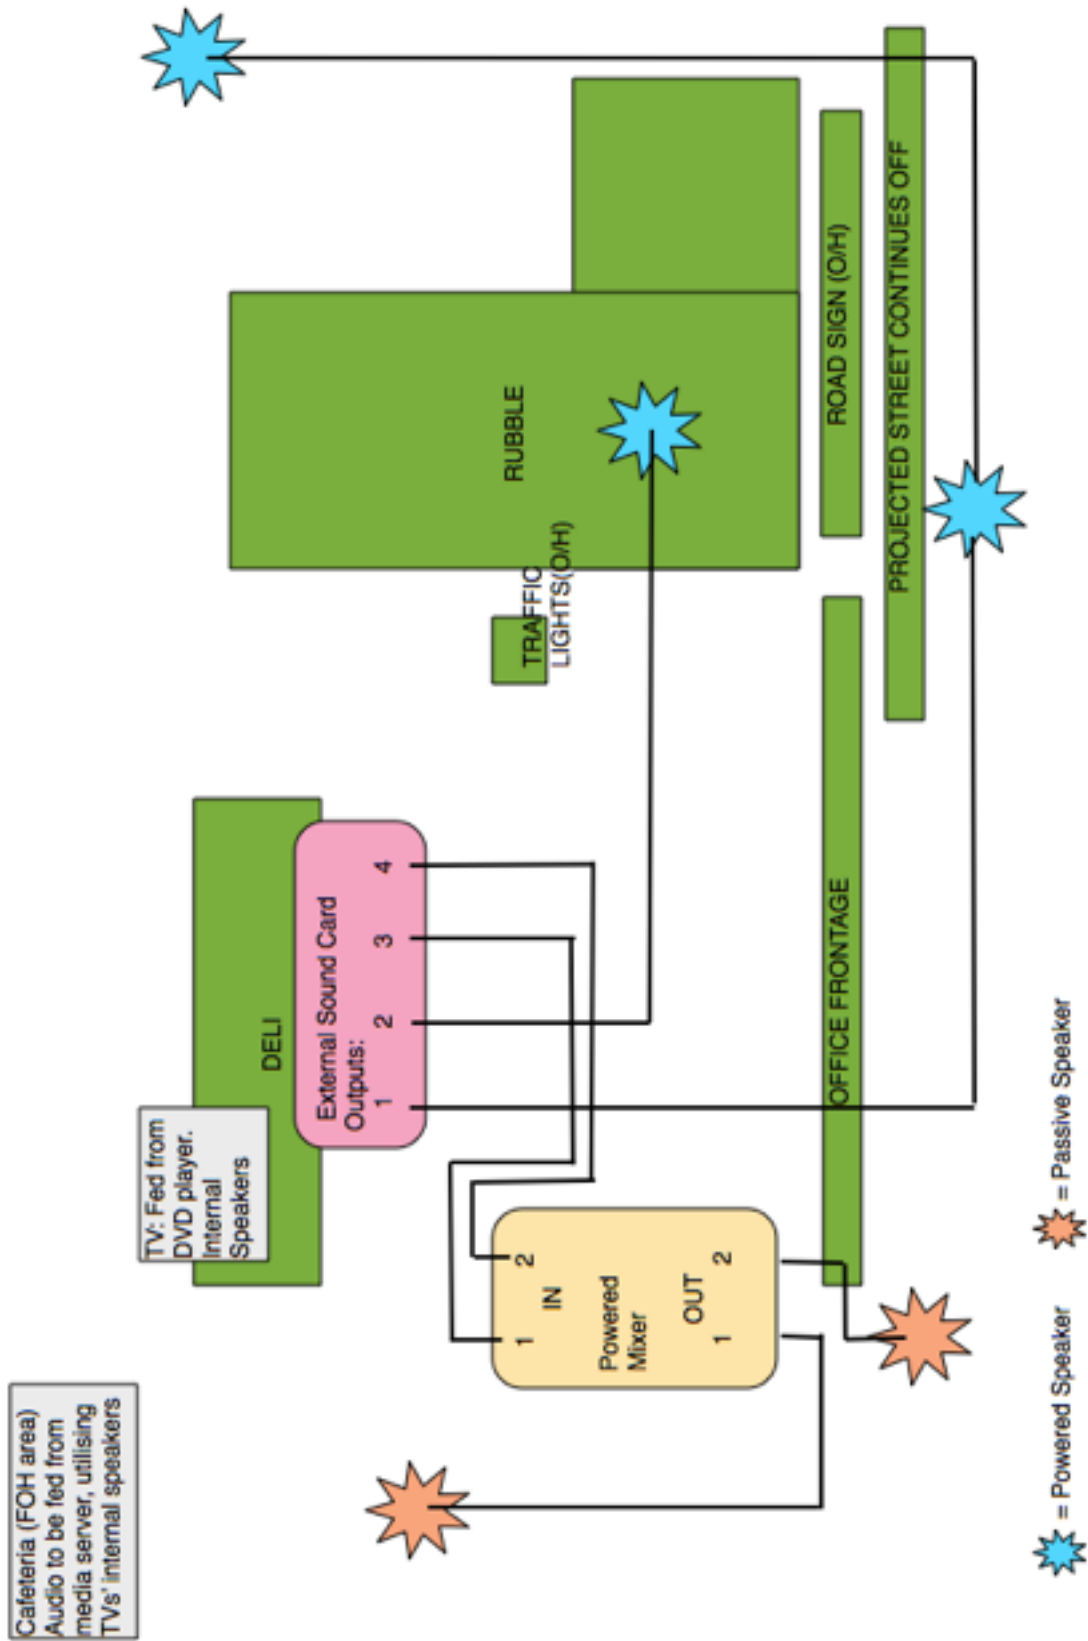 Cafeteria (FOH area)
Audio to be fed from
media server, utilising
TVs' internal speakers
TV: Fed from
DVD player.
Internal
Speakers
DELI
External Sound Card
Outputs:
1 2 3 4
1 2
IN
Powered
Mixer
OUT
1 2
TRAFFIC
LIGHTS(O/H)
RUBBLE
OFFICE FRONTAGE
ROAD SIGN (O/H)
PROJECTED STREET CONTINUES OFF
= Powered Speaker
= Passive Speaker